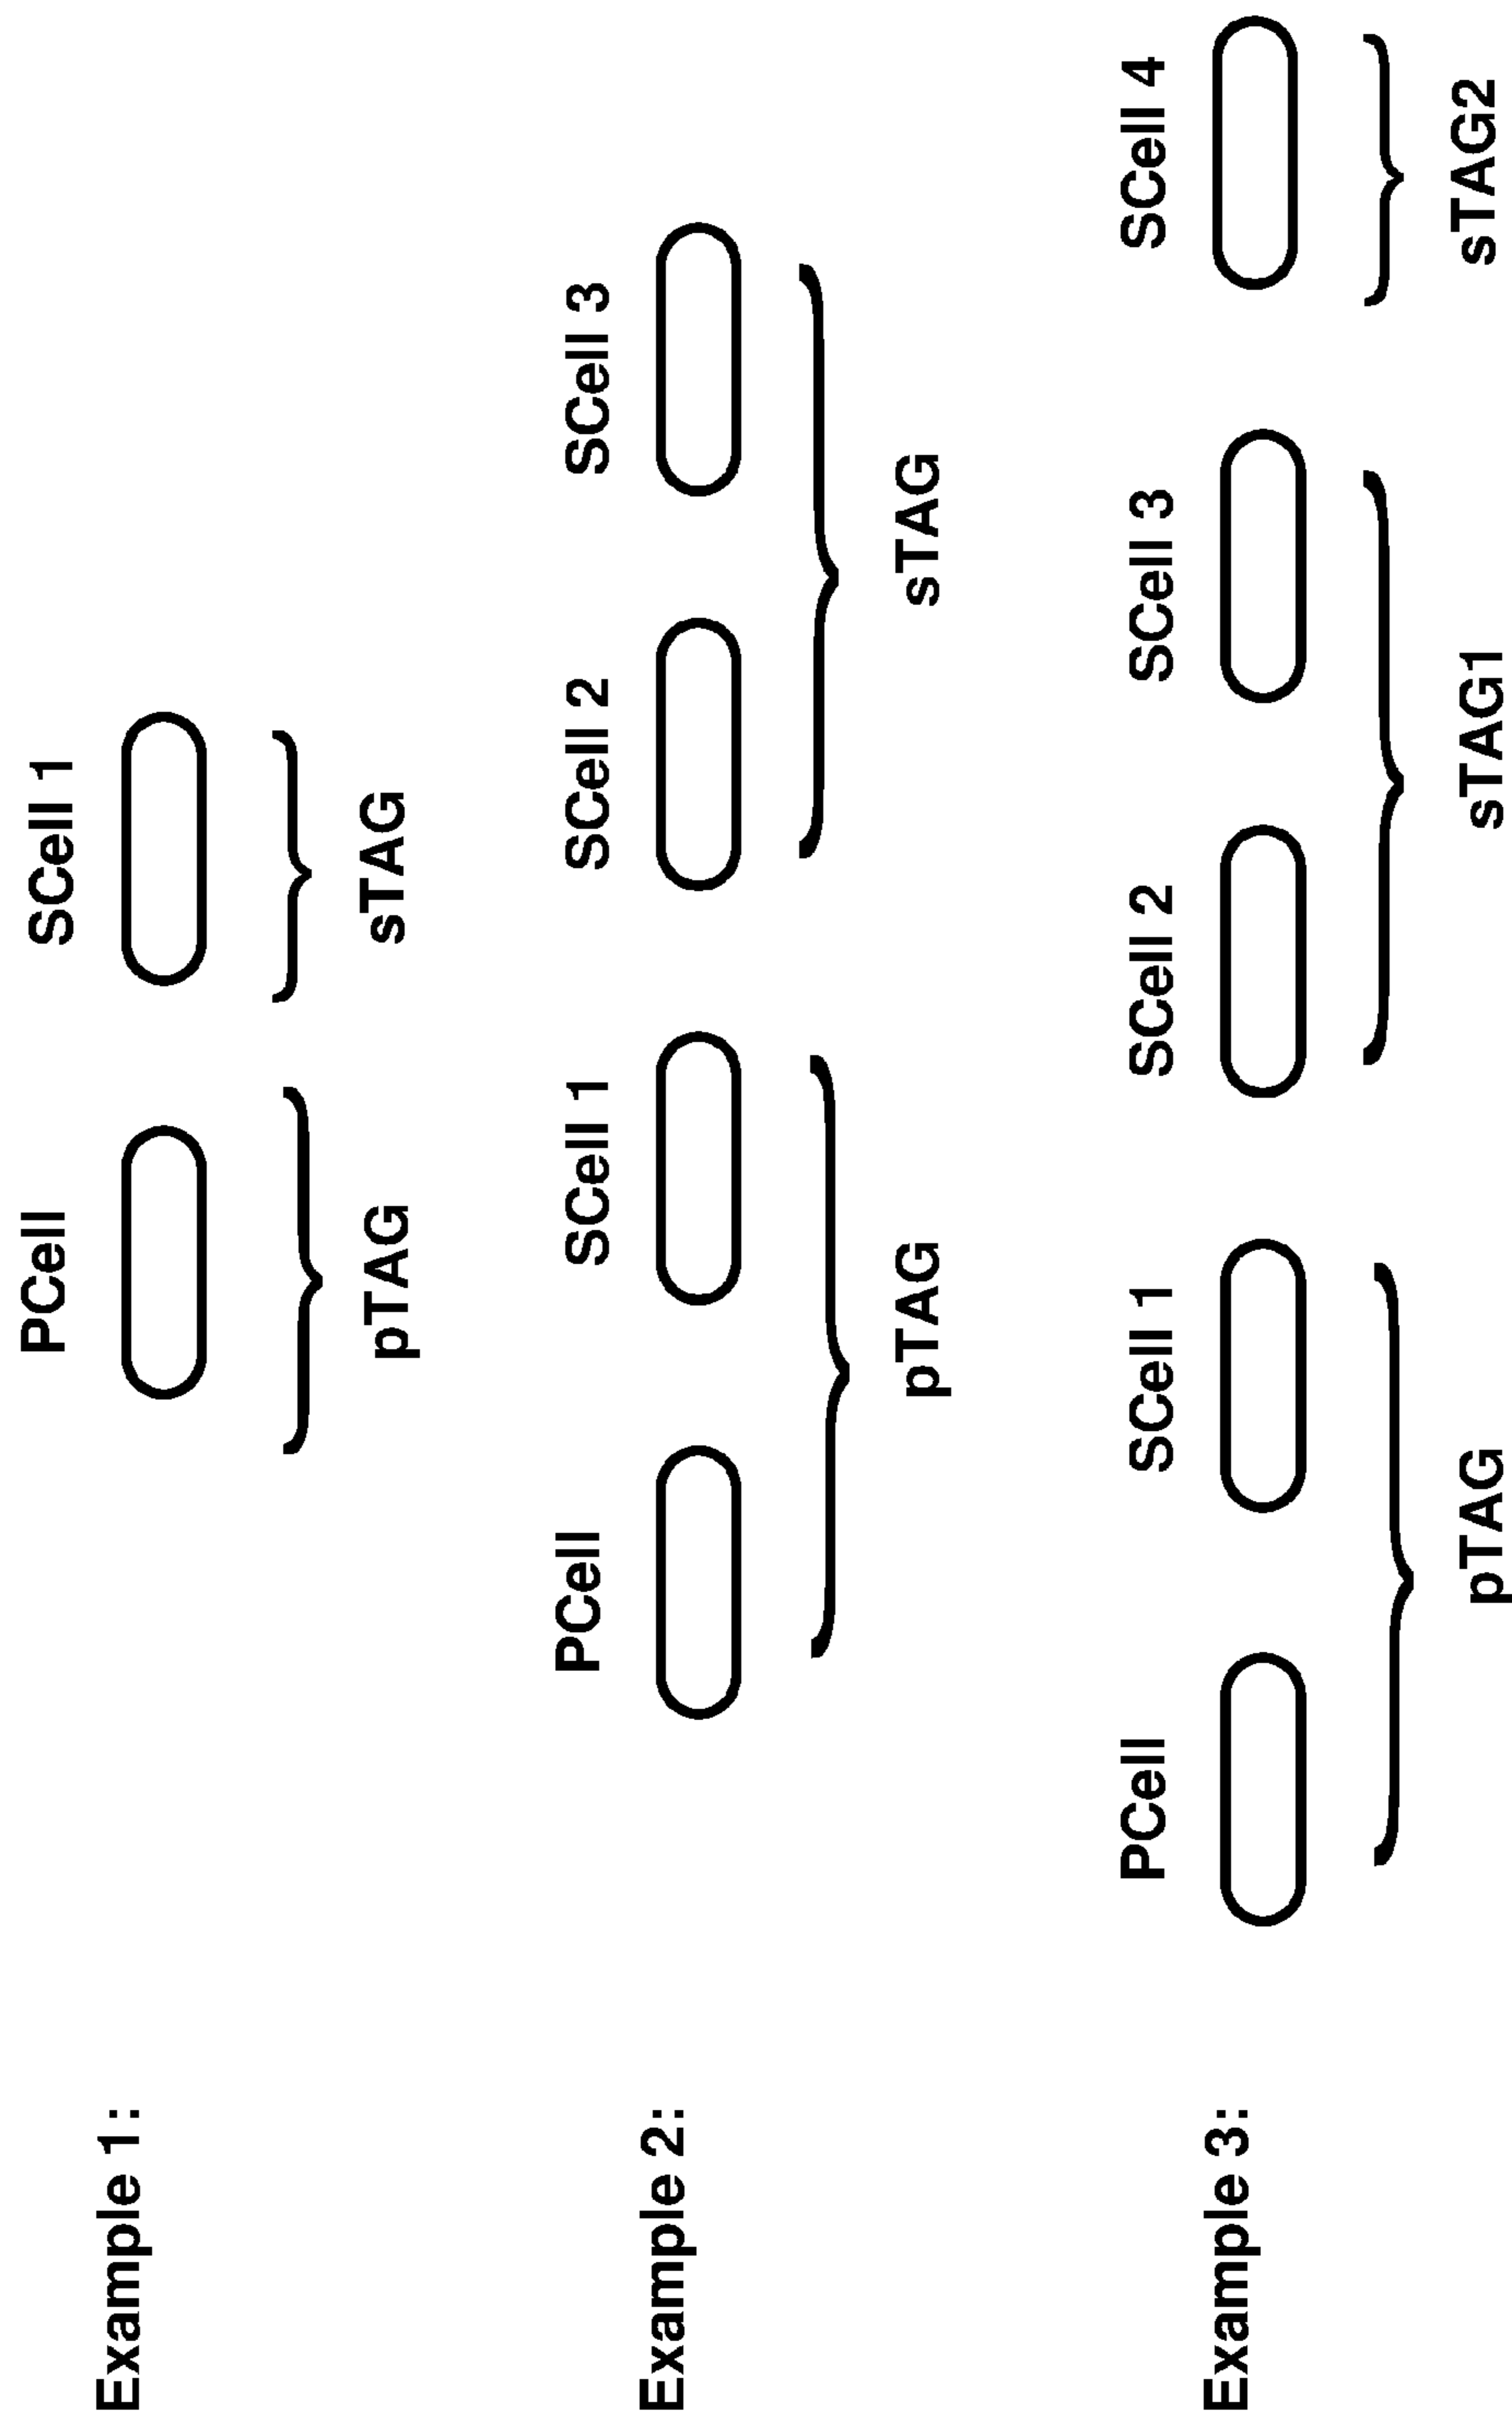 Example 1:
PCell SCell 1
pTAG sTAG
Example 2:
PCell SCell 1 SCell 2 SCell 3
pTAG sTAG
Example 3:
PCell SCell 1 SCell 2 SCell 3 SCell 4
pTAG sTAG1 sTAG2